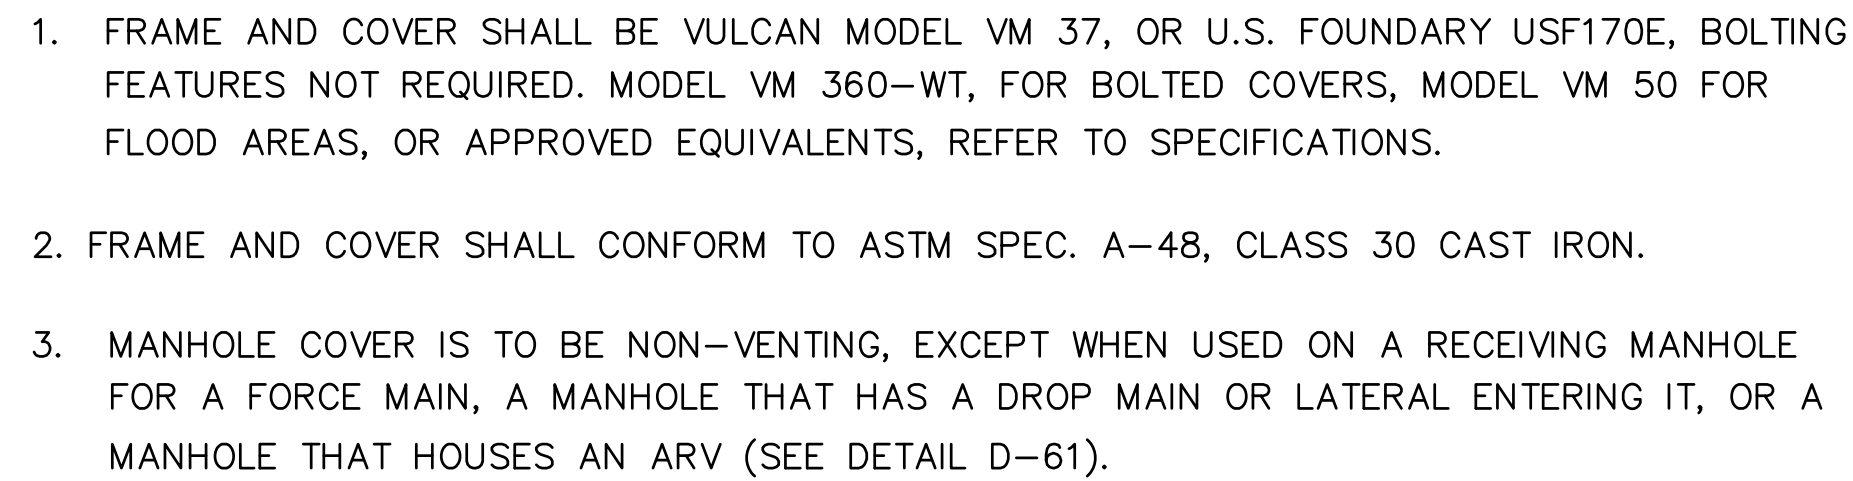 1. FRAME AND COVER SHALL BE VULCAN MODEL VM 37, OR U.S. FOUNDARY USF170E, BOLTING
FEATURES NOT REQUIRED. MODEL VM 360-WT, FOR BOLTED COVERS, MODEL VM 50 FOR
FLOOD AREAS, OR APPROVED EQUIVALENTS, REFER TO SPECIFICATIONS.
2. FRAME AND COVER SHALL CONFORM TO ASTM SPEC. A-48, CLASS 30 CAST IRON.
3. MANHOLE COVER IS TO BE NON-VENTING, EXCEPT WHEN USED ON A RECEIVING MANHOLE
FOR A FORCE MAIN, A MANHOLE THAT HAS A DROP MAIN OR LATERAL ENTERING IT, OR A
MANHOLE THAT HOUSES AN ARV (SEE DETAIL D-61).